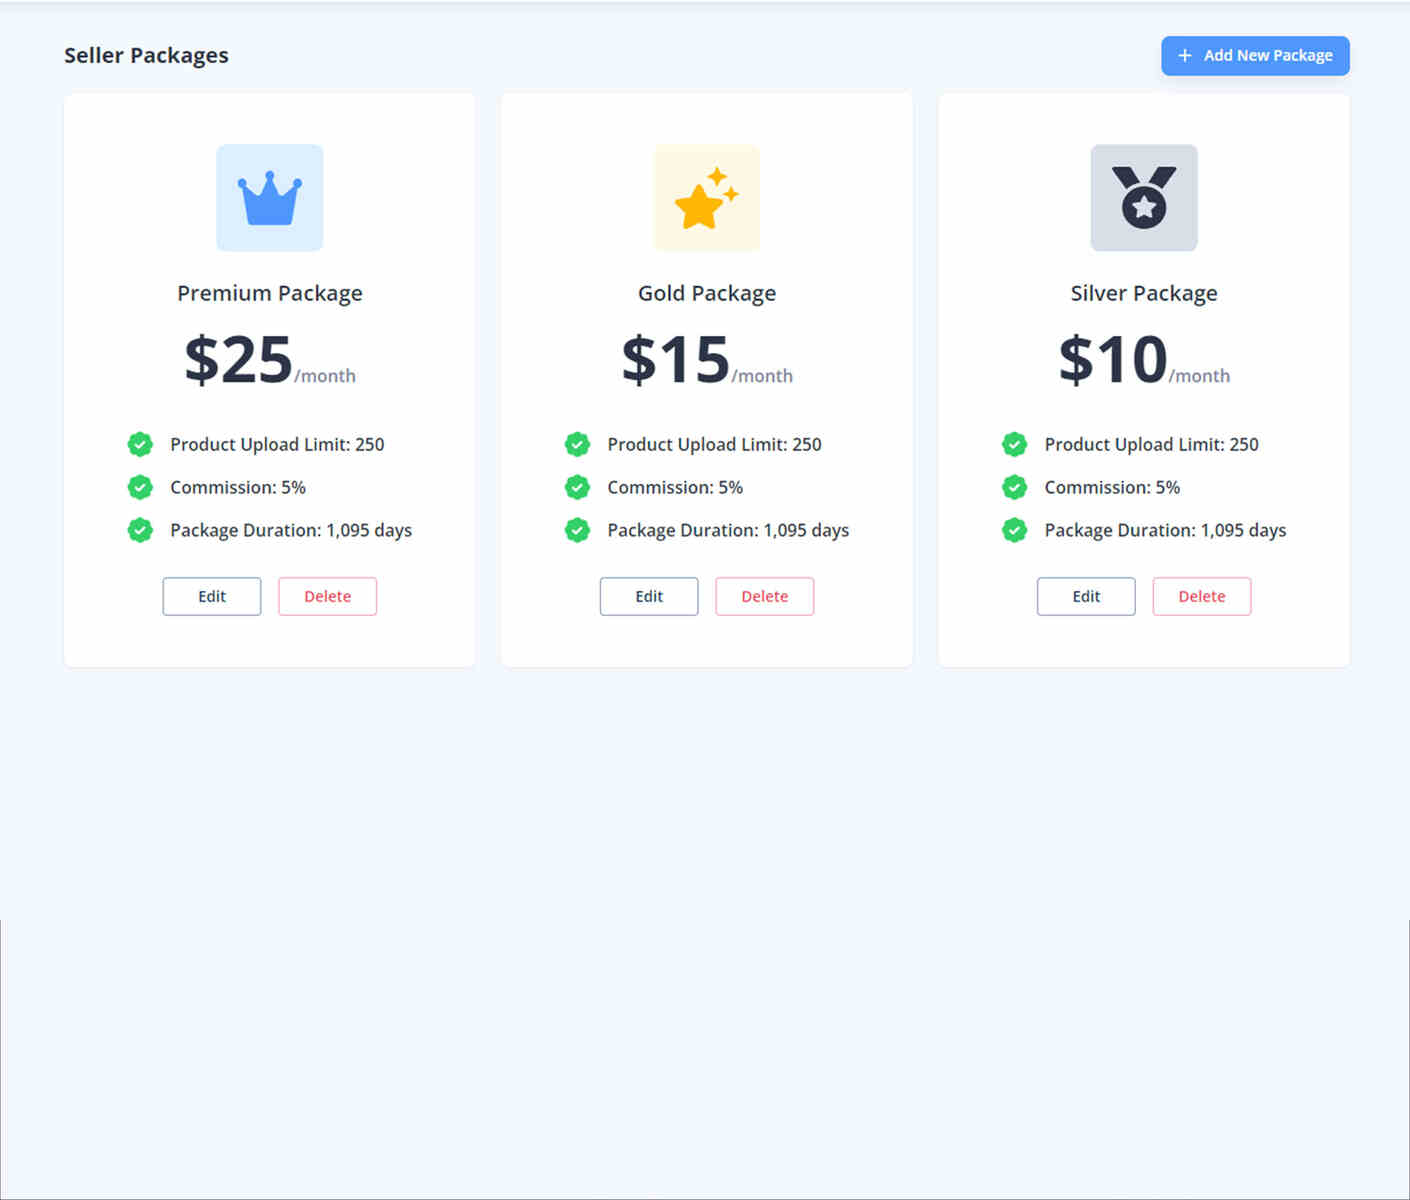 Seller Packages
Add New Package
Premium Package
$25/month
Product Upload Limit: 250
Commission: 5%
Package Duration: 1,095 days
Edit
Delete
Gold Package
$15/month
Product Upload Limit: 250
Commission: 5%
Package Duration: 1,095 days
Edit
Delete
Silver Package
$10/month
Product Upload Limit: 250
Commission: 5%
Package Duration: 1,095 days
Edit
Delete